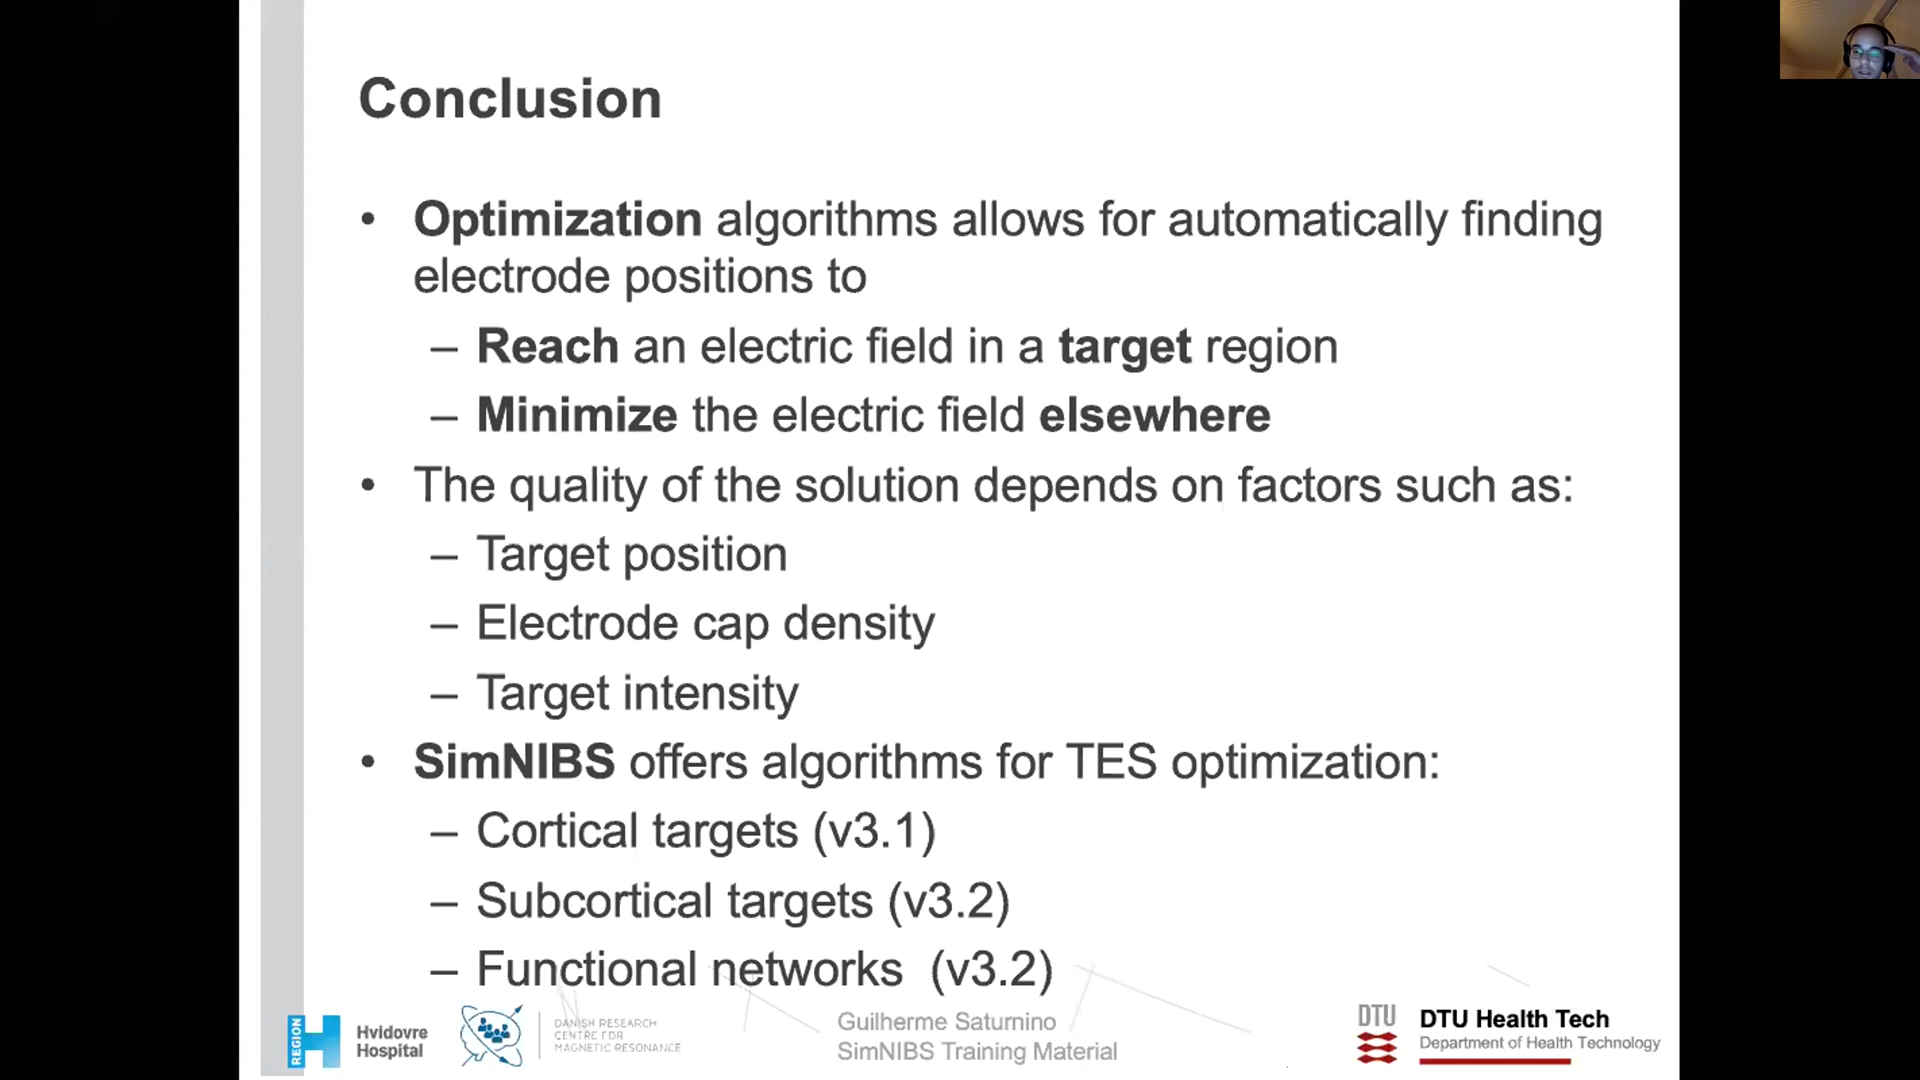 Conclusion
• Optimization algorithms allows for automatically finding
electrode positions to
– Reach an electric field in a target region
– Minimize the electric field elsewhere
• The quality of the solution depends on factors such as:
– Target position
– Electrode cap density
– Target intensity
• SimNIBS offers algorithms for TES optimization:
– Cortical targets (v3.1)
– Subcortical targets (v3.2)
– Functional networks (v3.2)
REGION
H
Hvidovre
Hospital
DANISH RESEARCH
CENTRE FOR
MAGNETIC RESONANCE
Guilherme Saturnino
SimNIBS Training Material
DTU
DTU Health Tech
Department of Health Technology